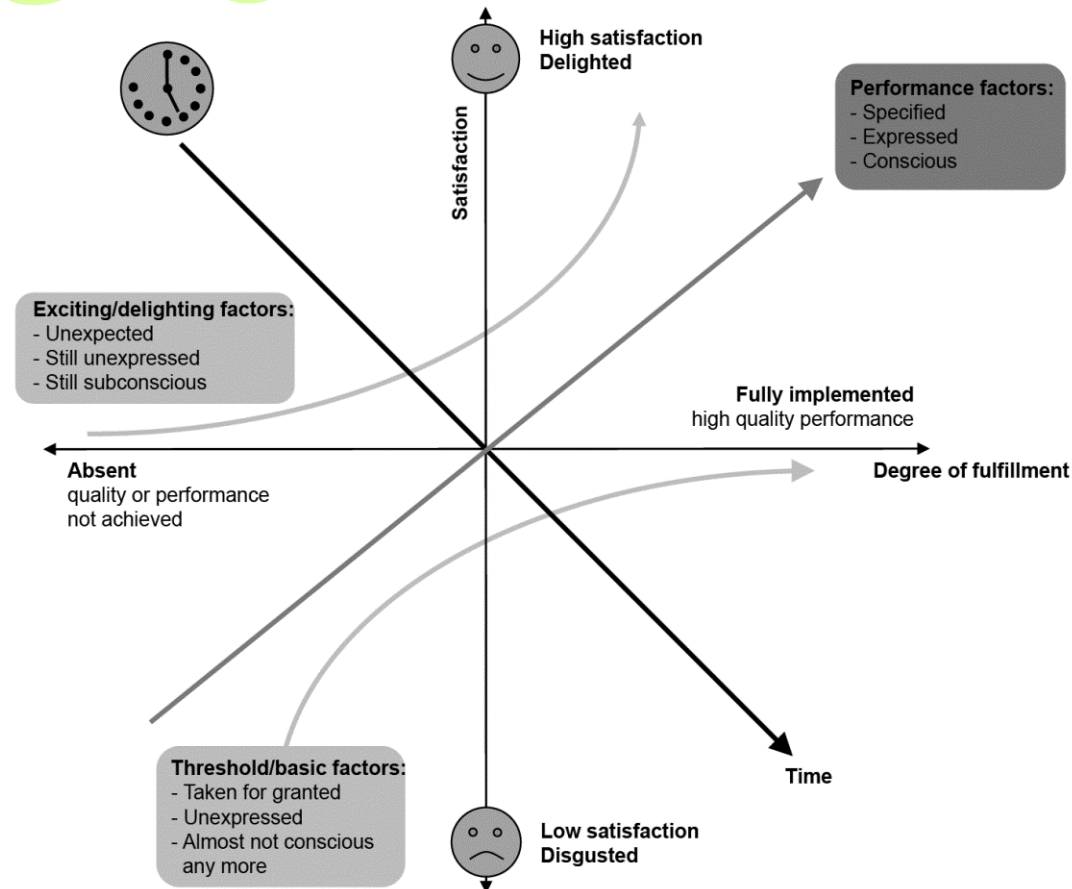 High satisfaction
Delighted
Satisfaction
Performance factors:
- Specified
- Expressed
- Conscious
Exciting/delighting factors:
- Unexpected
- Still unexpressed
- Still subconscious
Fully implemented
high quality performance
Absent
quality or performance
not achieved
Degree of fulfillment
Threshold/basic factors:
- Taken for granted
- Unexpressed
- Almost not conscious
any more
Time
Low satisfaction
Disgusted